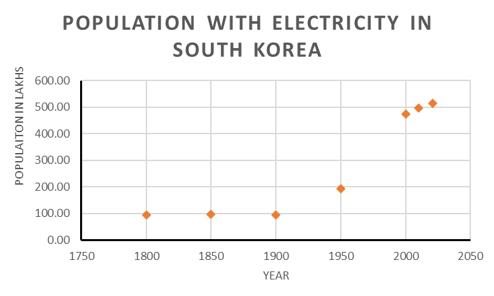 POPULATION WITH ELECTRICITY IN
SOUTH KOREA
POPULAITON IN LAKHS
600.00
500.00
400.00
300.00
200.00
100.00
0.00
1750 1800 1850 1900 1950 2000 2050
YEAR